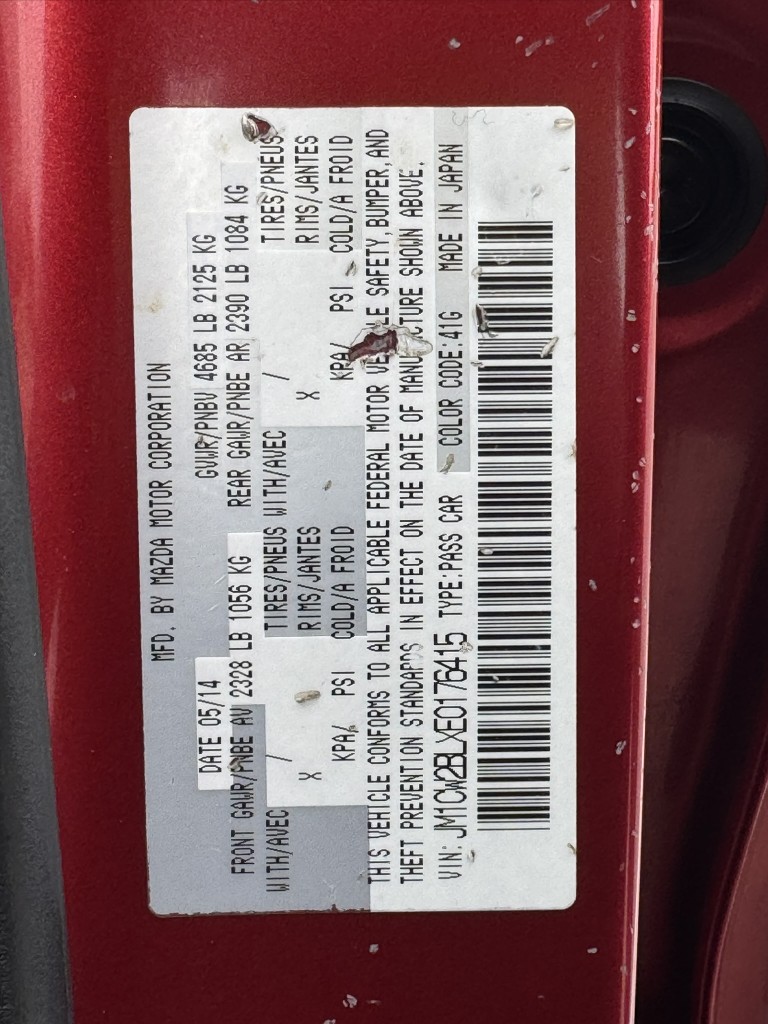 MFD. BY MAZDA MOTOR CORPORATION
DATE 05/14 GVWR/PNBV 4685 LB 2125 KG
FRONT GAWR/PNBE AV 2328 LB 1056 KG REAR GAWR/PNBE AR 2390 LB 1084 KG
WITH/AVEC / TIRES/PNEUS WITH/AVEC / TIRES/PNEUS
X RIMS/JANTES X RIMS/JANTES
KPA/ PSI COLD/A FROID KPA/ PSI COLD/A FROID
THIS VEHICLE CONFORMS TO ALL APPLICABLE FEDERAL MOTOR SAFETY, BUMPER, AND
THEFT PREVENTION STANDARDS IN EFFECT ON THE DATE OF SHOWN ABOVE.
VIN: JM1CW2BLXE0176415 TYPE:PASS CAR COLOR CODE:41G MADE IN JAPAN